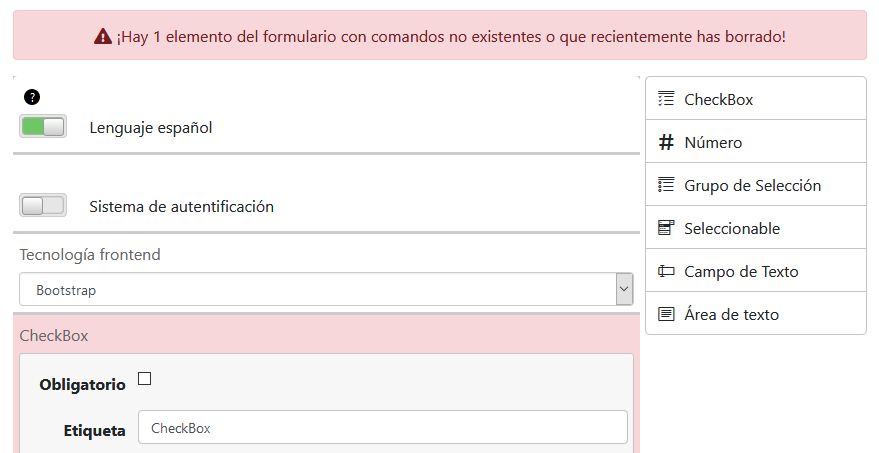 ¡Hay 1 elemento del formulario con comandos no existentes o que recientemente has borrado!
?
Lenguaje español
Sistema de autentificación
Tecnología frontend
Bootstrap
CheckBox
Obligatorio
Etiqueta
CheckBox
CheckBox
Número
Grupo de Selección
Seleccionable
Campo de Texto
Área de texto